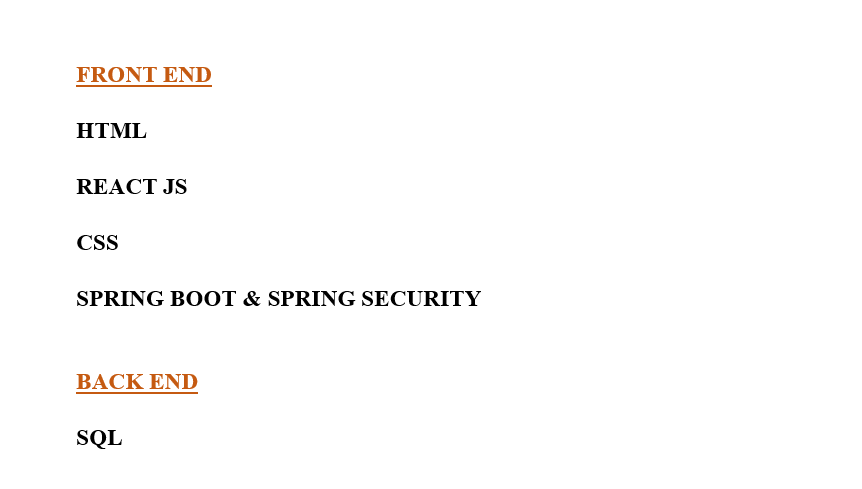 FRONT END
HTML
REACT JS
CSS
SPRING BOOT & SPRING SECURITY
BACK END
SQL